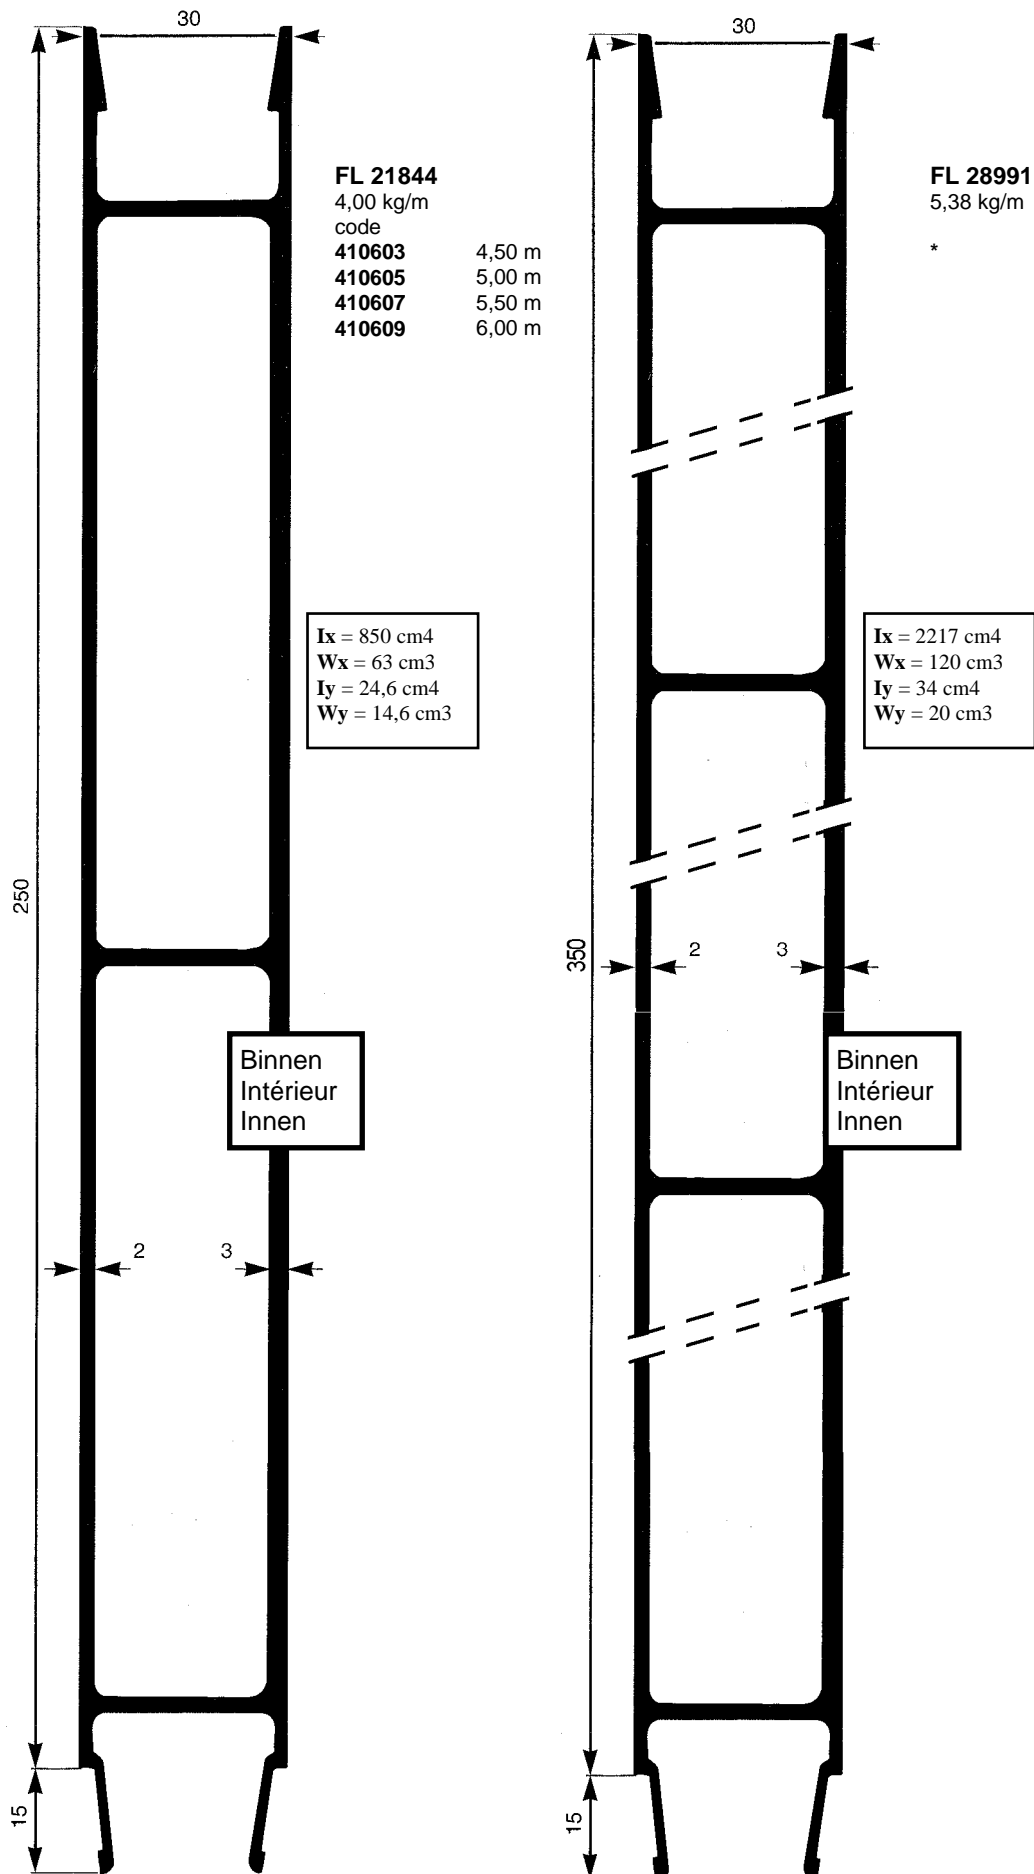 30
FL 21844
4,00 kg/m
code
410603 4,50 m
410605 5,00 m
410607 5,50 m
410609 6,00 m
Ix = 850 cm4
Wx = 63 cm3
Iy = 24,6 cm4
Wy = 14,6 cm3
250
Binnen
Intérieur
Innen
2 3
15
30
FL 28991
5,38 kg/m
*
Ix = 2217 cm4
Wx = 120 cm3
Iy = 34 cm4
Wy = 20 cm3
350
2 3
Binnen
Intérieur
Innen
15